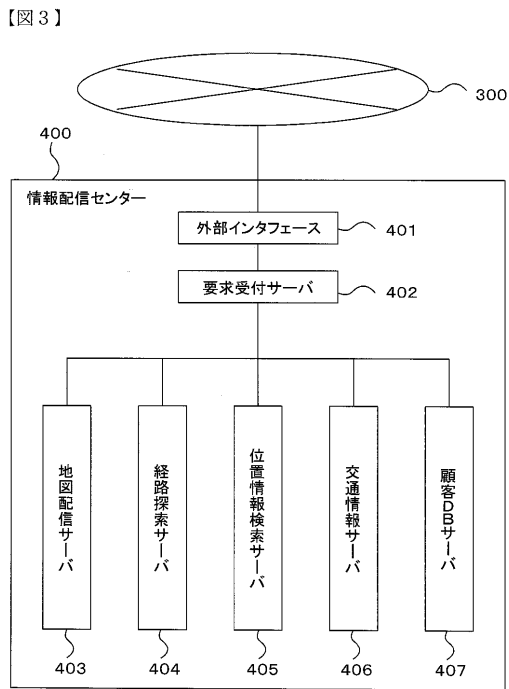 【図3】
300
400
情報配信センター
外部インタフェース
401
要求受付サーバ
402
地図配信サーバ
経路探索サーバ
位置情報検索サーバ
交通情報サーバ
顧客DBサーバ
403
404
405
406
407